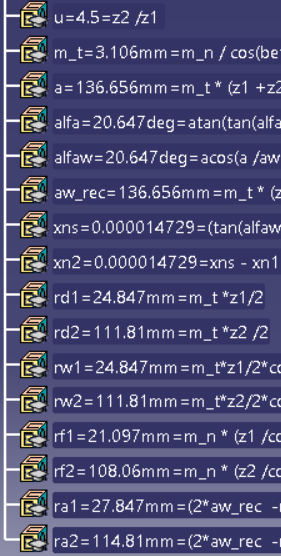 u=4.5=z2 /z1
m_t=3.106mm=m_n / cos(be
a=136.656mm=m_t* (z1 +z2
alfa=20.647deg=atan(tan(alfa
alfaw=20.647deg=acos(a /aw
aw_rec=136.656mm=m_t* (z
xns=0.000014729=(tan(alfaw
xn2=0.000014729=xns - xn1
rd1=24.847mm=m_t*z1/2
rd2=111.81mm=m_t*z2 /2
rw1=24.847mm=m_t*z1/2*co
rw2=111.81mm=m_t*z2/2*co
rf1=21.097mm=m_n * (z1 /co
rf2=108.06mm=m_n * (z2 /co
ra1=27.847mm=(2*aw_rec -m
ra2=114.81mm=(2*aw_rec -m